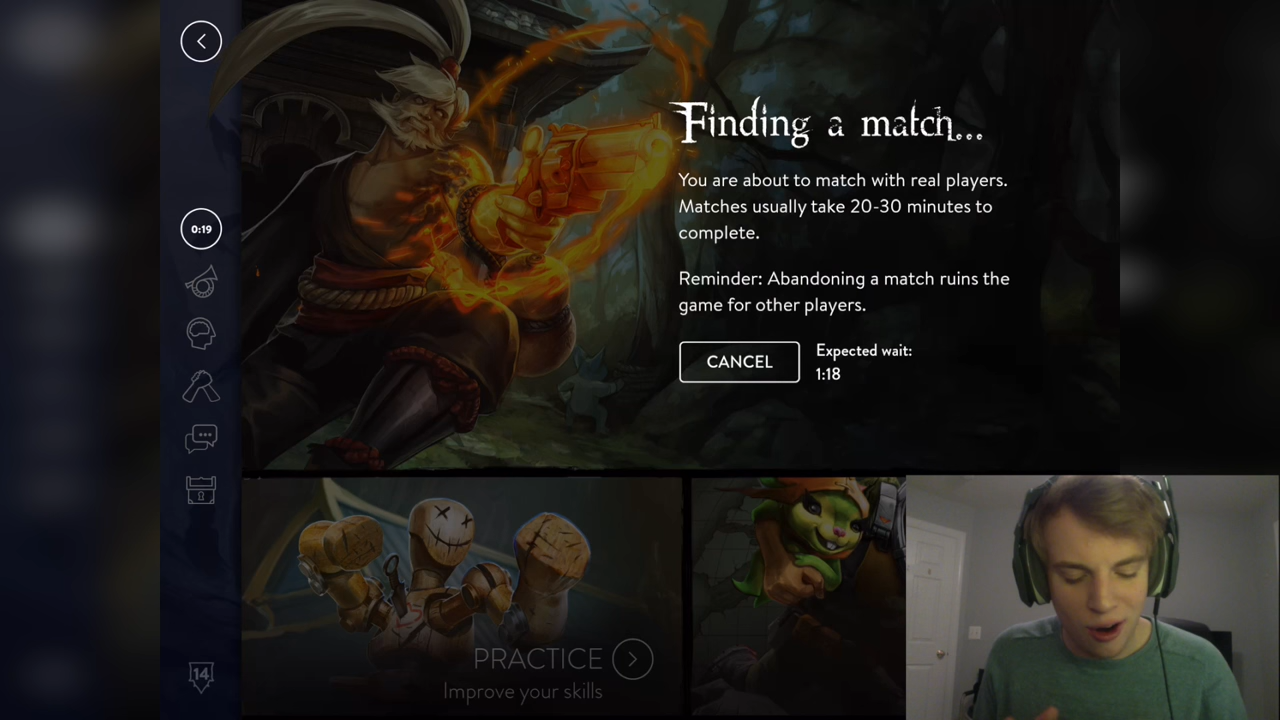 Finding a match...
You are about to match with real players.
Matches usually take 20-30 minutes to
complete.
Reminder: Abandoning a match ruins the
game for other players.
CANCEL
Expected wait:
1:18
0:19
14
PRACTICE
Improve your skills